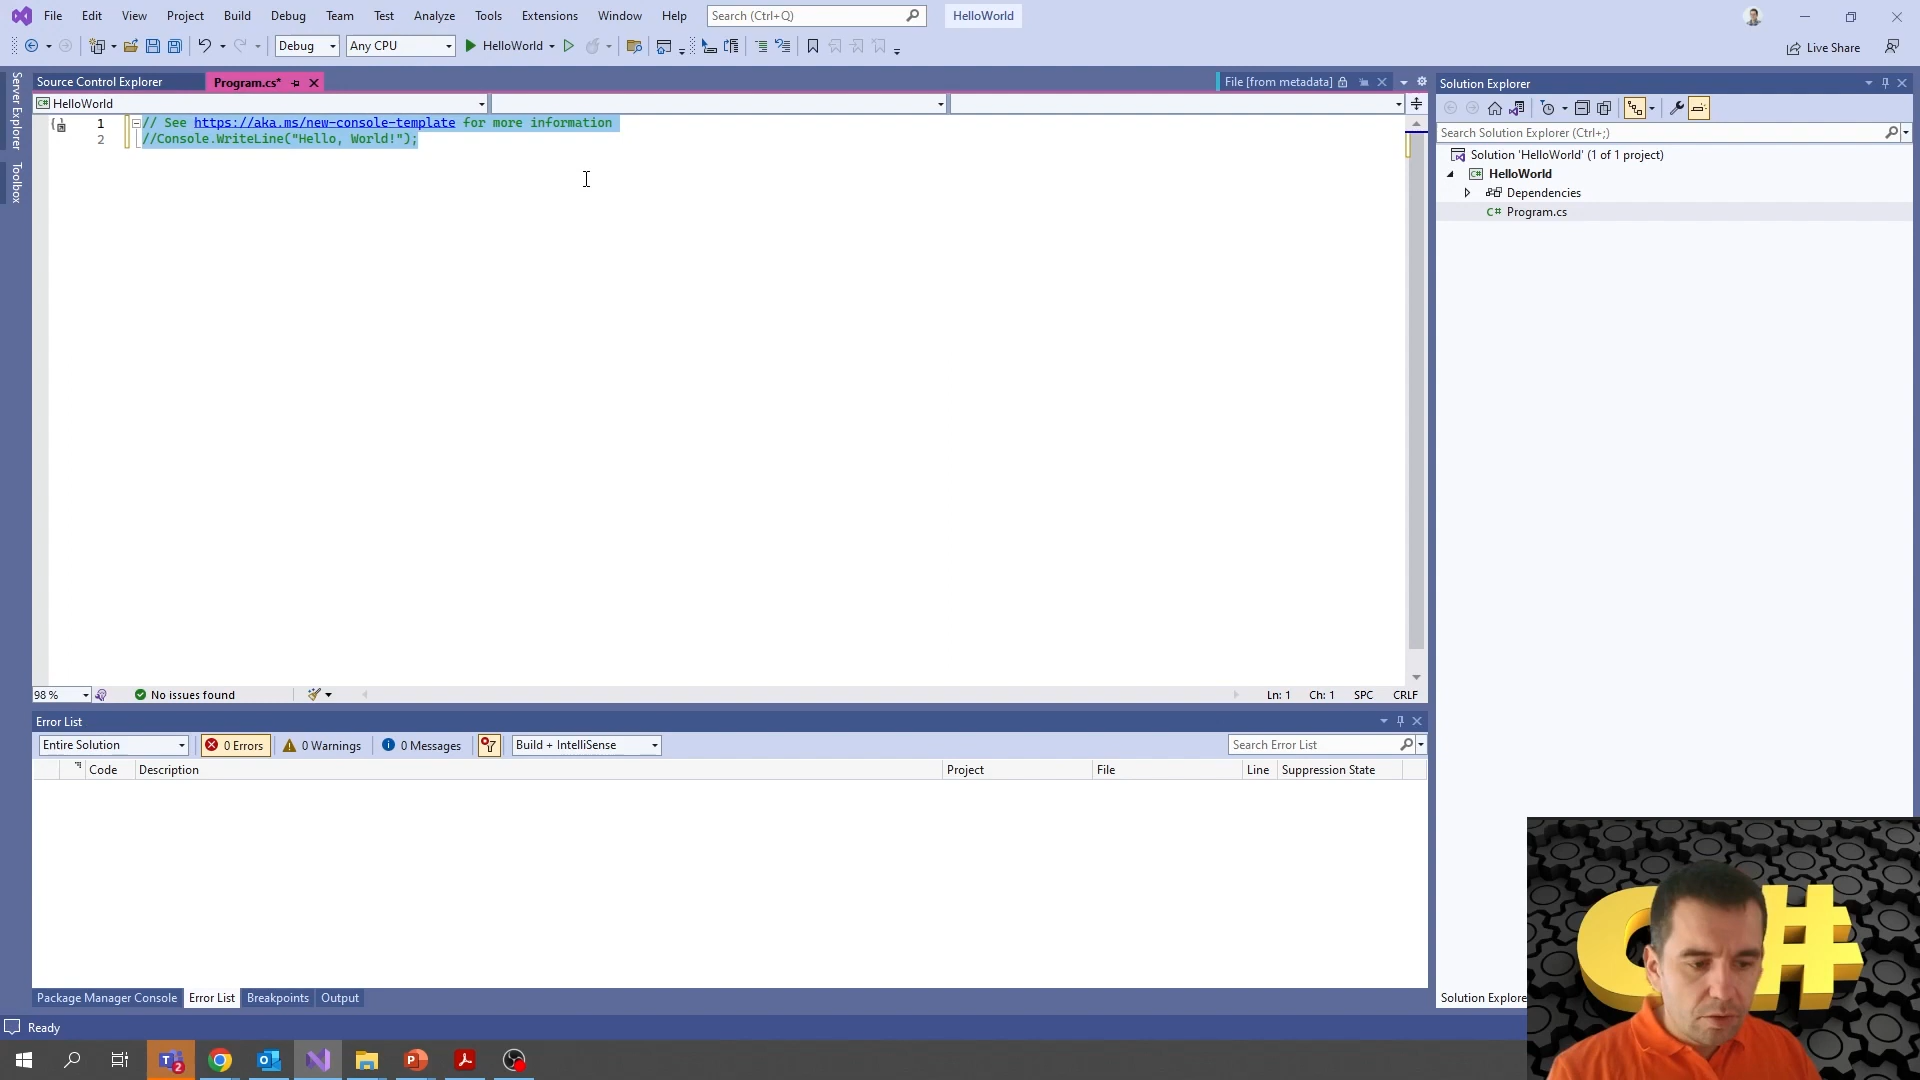 File Edit View Project Build Debug Team Test Analyze Tools Extensions Window Help Search (Ctrl+Q) HelloWorld
Debug Any CPU HelloWorld Live Share
Server Explorer
Toolbox
Source Control Explorer Program.cs* File [from metadata]
HelloWorld
1 // See https://aka.ms/new-console-template for more information
2 //Console.WriteLine("Hello, World!");
98 % No issues found Ln: 1 Ch: 1 SPC CRLF
Error List
Entire Solution 0 Errors 0 Warnings 0 Messages Build + IntelliSense Search Error List
Code Description Project File Line Suppression State
Package Manager Console Error List Breakpoints Output
Solution Explorer
Search Solution Explorer (Ctrl+;)
Solution 'HelloWorld' (1 of 1 project)
C# HelloWorld
Dependencies
C# Program.cs
Solution Explore
Ready
C#
T 2